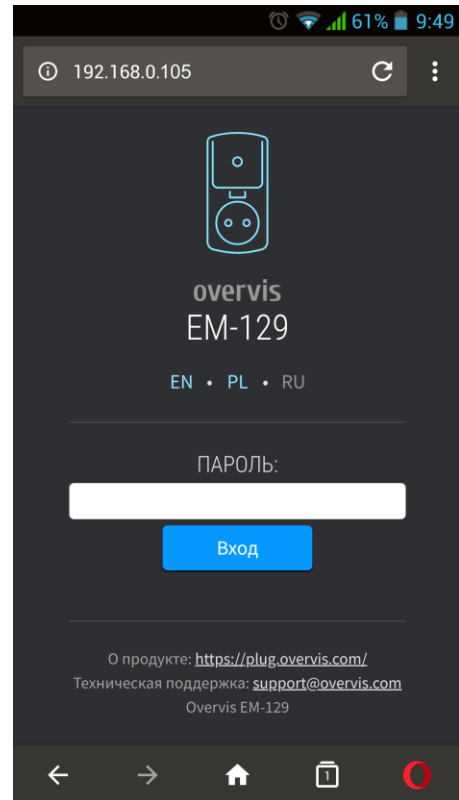 61% 9:49
192.168.0.105
overvis
EM-129
EN • PL • RU
ПАРОЛЬ:
Вход
О продукте: https://plug.overvis.com/
Техническая поддержка: support@overvis.com
Overvis EM-129
1